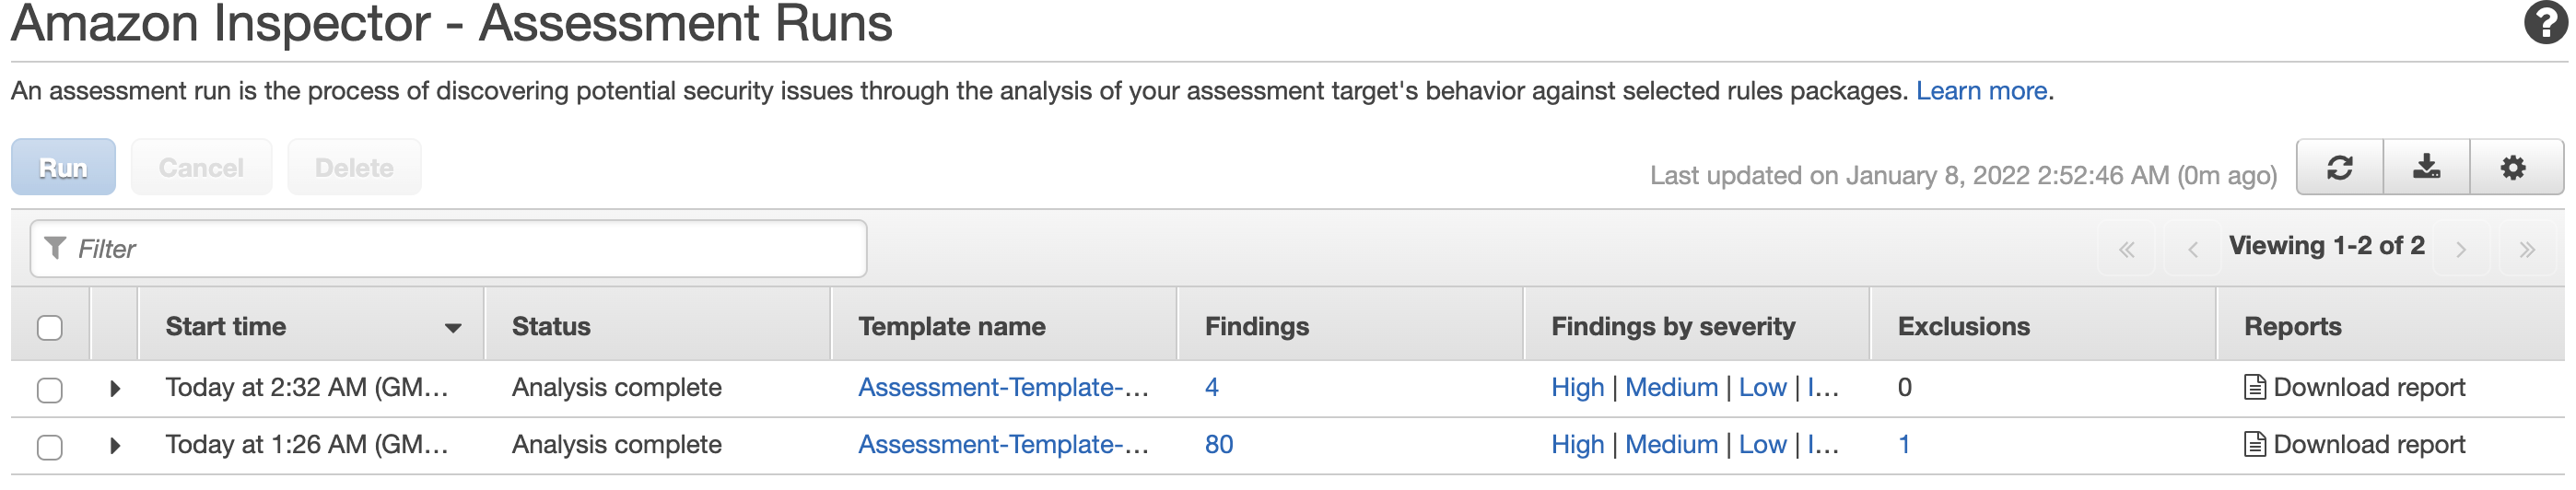 Amazon Inspector - Assessment Runs
An assessment run is the process of discovering potential security issues through the analysis of your assessment target's behavior against selected rules packages. Learn more.
Run Cancel Delete Last updated on January 8, 2022 2:52:46 AM (0m ago)
Filter « ‹ Viewing 1-2 of 2 › »
Start time Status Template name Findings Findings by severity Exclusions Reports
Today at 2:32 AM (GM... Analysis complete Assessment-Template-... 4 High | Medium | Low | I... 0 Download report
Today at 1:26 AM (GM... Analysis complete Assessment-Template-... 80 High | Medium | Low | I... 1 Download report